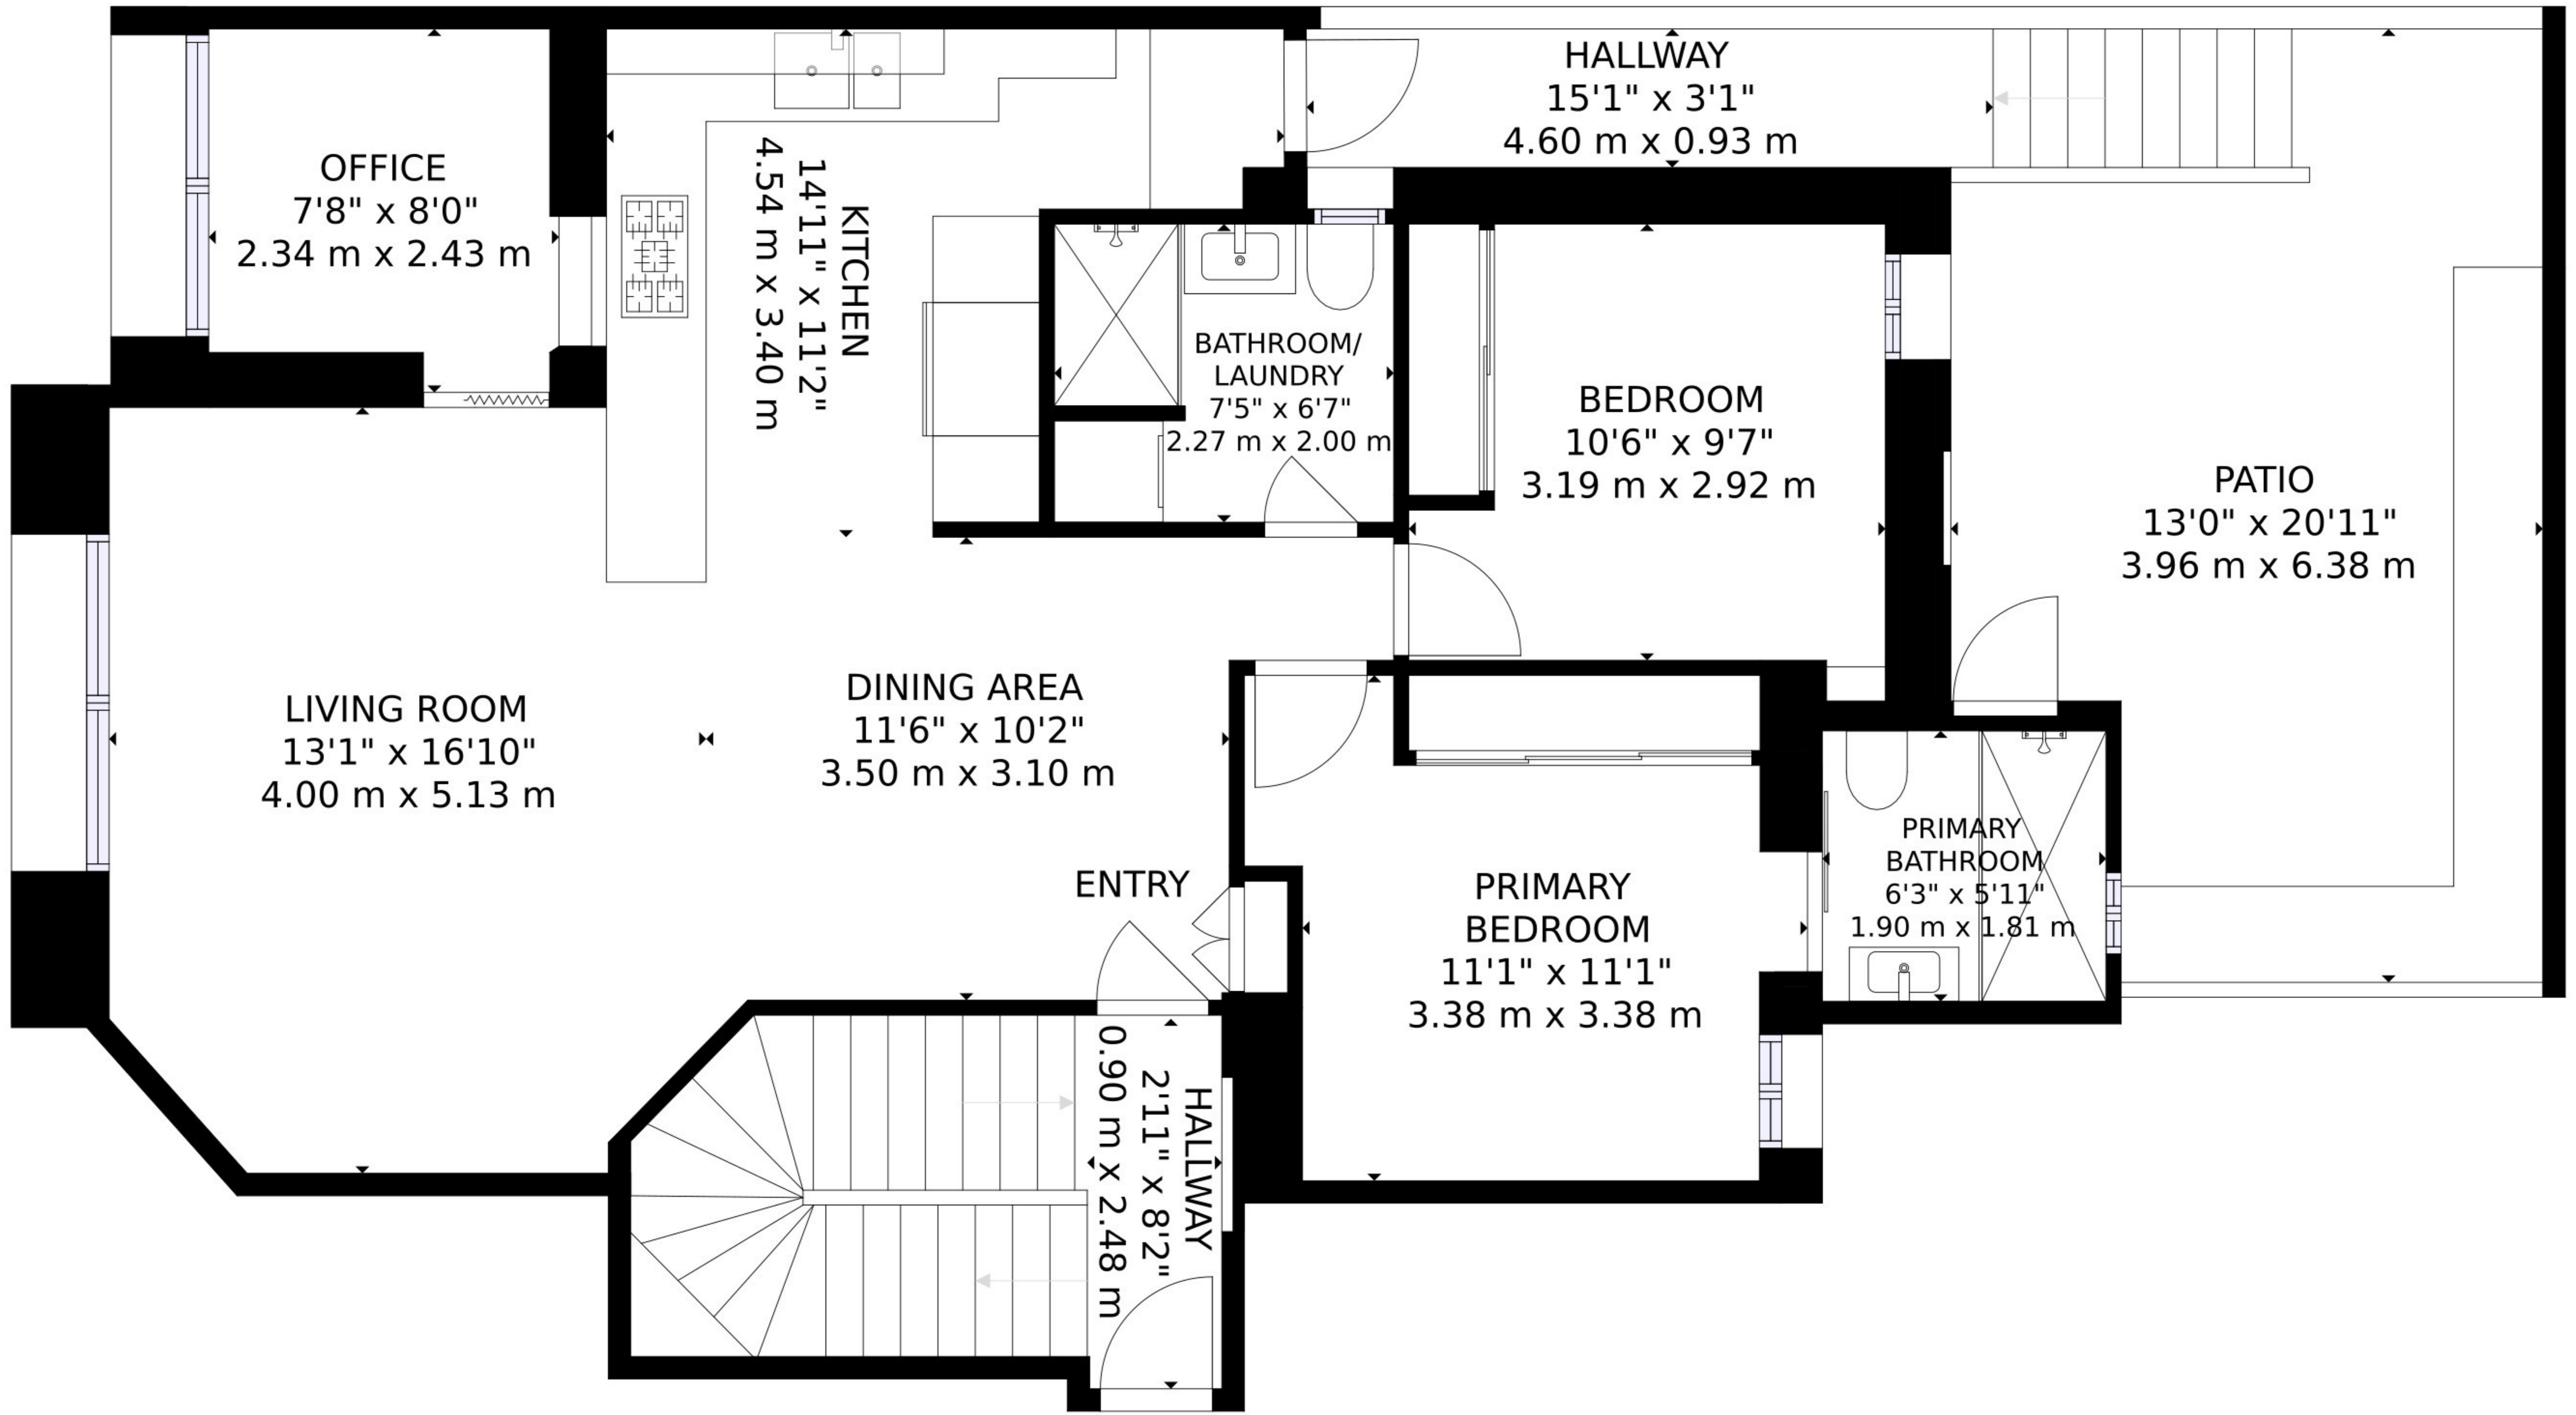 HALLWAY
15'1" x 3'1"
4.60 m x 0.93 m
OFFICE
7'8" x 8'0"
2.34 m x 2.43 m
KITCHEN
14'11" x 11'2"
4.54 m x 3.40 m
BATHROOM/
LAUNDRY
7'5" x 6'7"
2.27 m x 2.00 m
BEDROOM
10'6" x 9'7"
3.19 m x 2.92 m
PATIO
13'0" x 20'11"
3.96 m x 6.38 m
LIVING ROOM
13'1" x 16'10"
4.00 m x 5.13 m
DINING AREA
11'6" x 10'2"
3.50 m x 3.10 m
ENTRY
PRIMARY
BEDROOM
11'1" x 11'1"
3.38 m x 3.38 m
PRIMARY
BATHROOM
6'3" x 5'11"
1.90 m x 1.81 m
HALLWAY
2'11" x 8'2"
0.90 m x 2.48 m